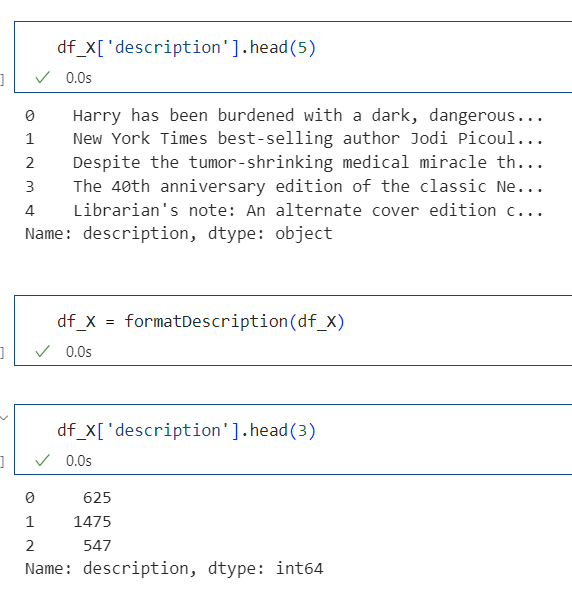 df_X['description'].head(5)
] ✓ 0.0s
0 Harry has been burdened with a dark, dangerous...
1 New York Times best-selling author Jodi Picoul...
2 Despite the tumor-shrinking medical miracle th...
3 The 40th anniversary edition of the classic Ne...
4 Librarian's note: An alternate cover edition c...
Name: description, dtype: object
df_X = formatDescription(df_X)
] ✓ 0.0s
df_X['description'].head(3)
] ✓ 0.0s
0 625
1 1475
2 547
Name: description, dtype: int64